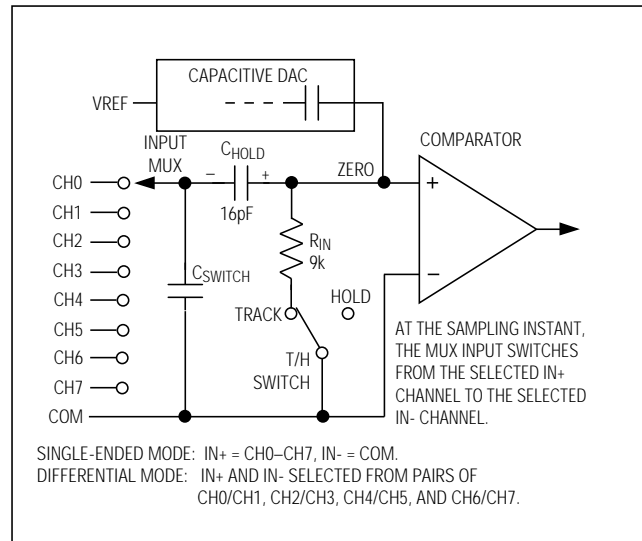 CAPACITIVE DAC
VREF
INPUT
MUX
CHOLD
– +
16pF
ZERO
COMPARATOR
+
–
CH0
CH1
CH2
CH3
CH4
CH5
CH6
CH7
COM
CSWITCH
RIN
9k
TRACK
HOLD
T/H
SWITCH
AT THE SAMPLING INSTANT,
THE MUX INPUT SWITCHES
FROM THE SELECTED IN+
CHANNEL TO THE SELECTED
IN- CHANNEL.
SINGLE-ENDED MODE: IN+ = CH0–CH7, IN- = COM.
DIFFERENTIAL MODE: IN+ AND IN- SELECTED FROM PAIRS OF
CH0/CH1, CH2/CH3, CH4/CH5, AND CH6/CH7.